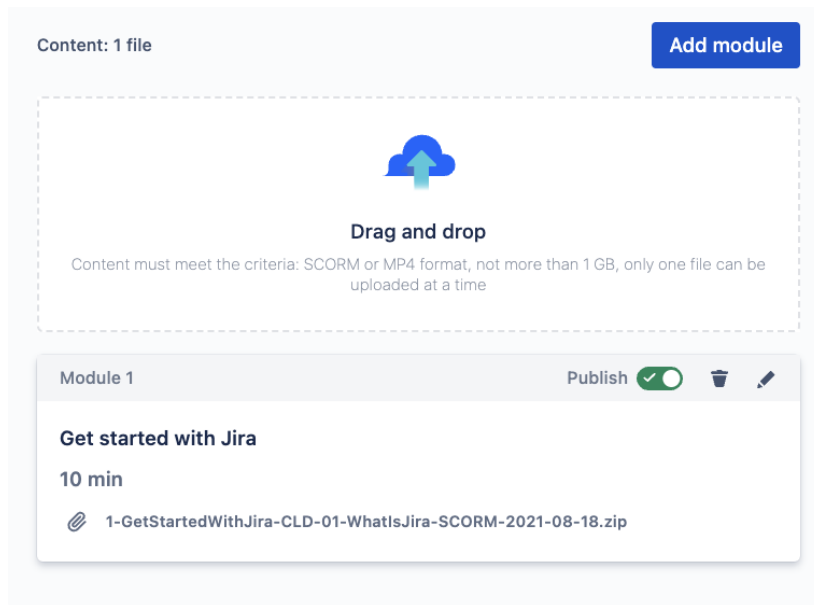 Content: 1 file
Add module
Drag and drop
Content must meet the criteria: SCORM or MP4 format, not more than 1 GB, only one file can be
uploaded at a time
Module 1
Publish
Get started with Jira
10 min
1-GetStartedWithJira-CLD-01-WhatIsJira-SCORM-2021-08-18.zip